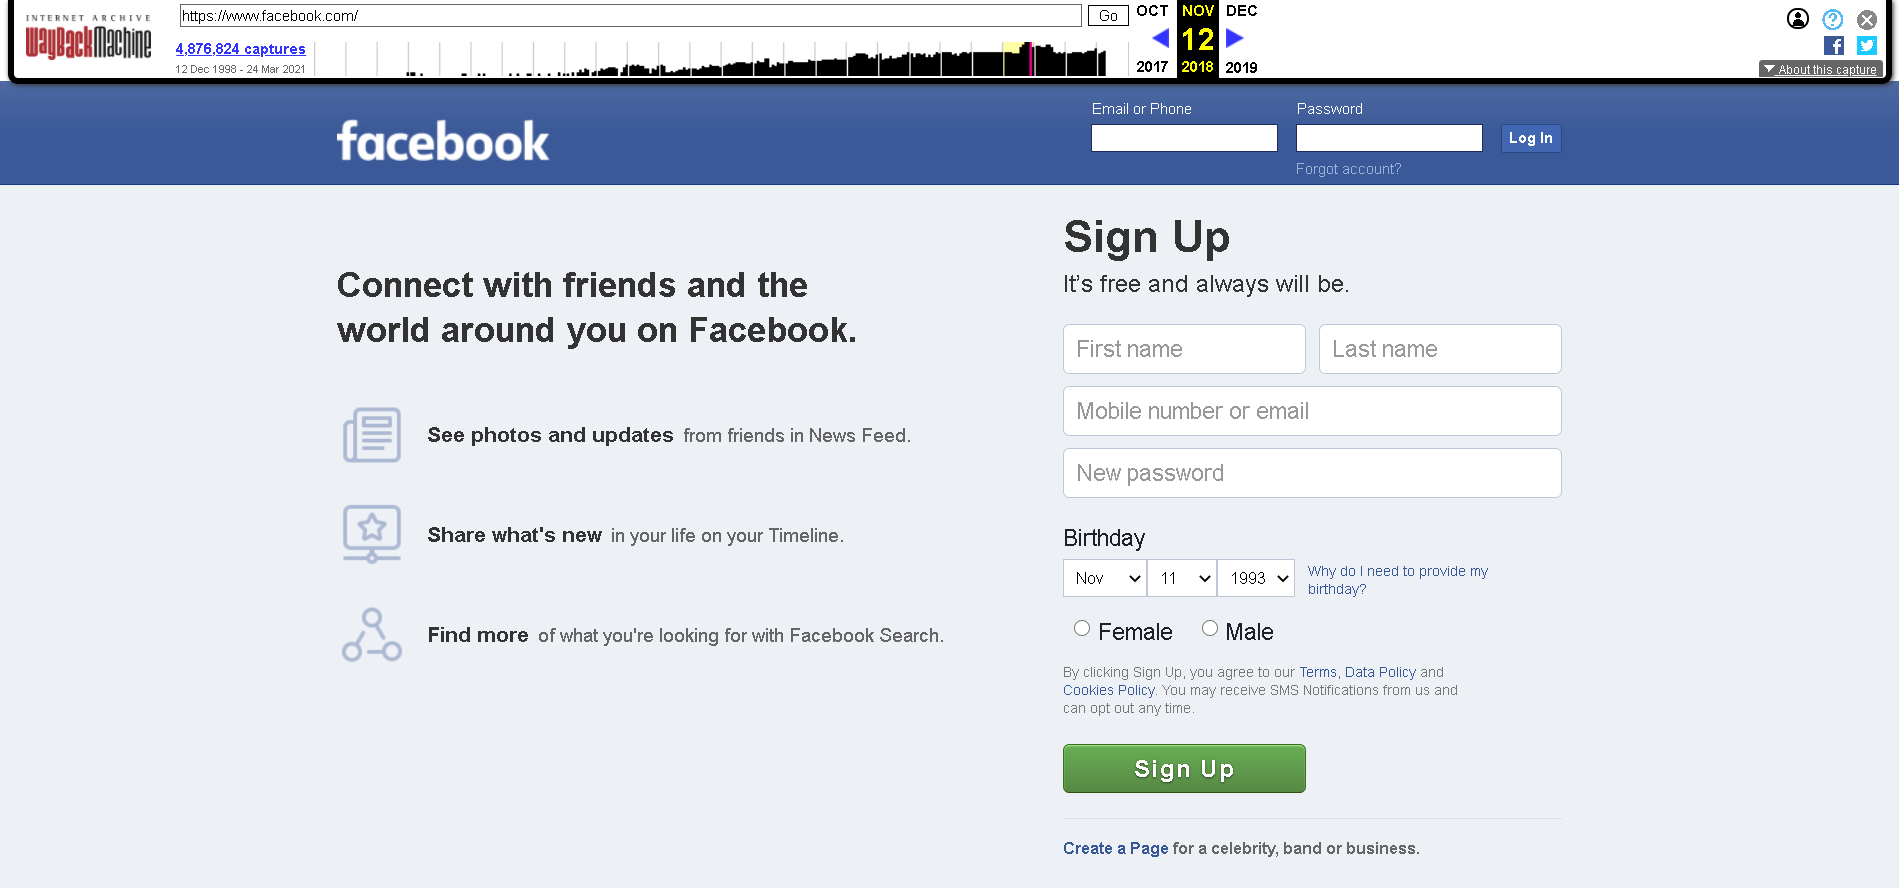 INTERNET ARCHIVE
WayBackMachine
https://www.facebook.com/
Go
4,876,824 captures
12 Dec 1998 - 24 Mar 2021
OCT NOV DEC
12
2017 2018 2019
About this capture
facebook
Email or Phone
Password
Log In
Forgot account?
Connect with friends and the
world around you on Facebook.
See photos and updates from friends in News Feed.
Share what's new in your life on your Timeline.
Find more of what you're looking for with Facebook Search.
Sign Up
It’s free and always will be.
First name
Last name
Mobile number or email
New password
Birthday
Nov 11 1993
Why do I need to provide my
birthday?
Female Male
By clicking Sign Up, you agree to our Terms, Data Policy and
Cookies Policy. You may receive SMS Notifications from us and
can opt out any time.
Sign Up
Create a Page for a celebrity, band or business.